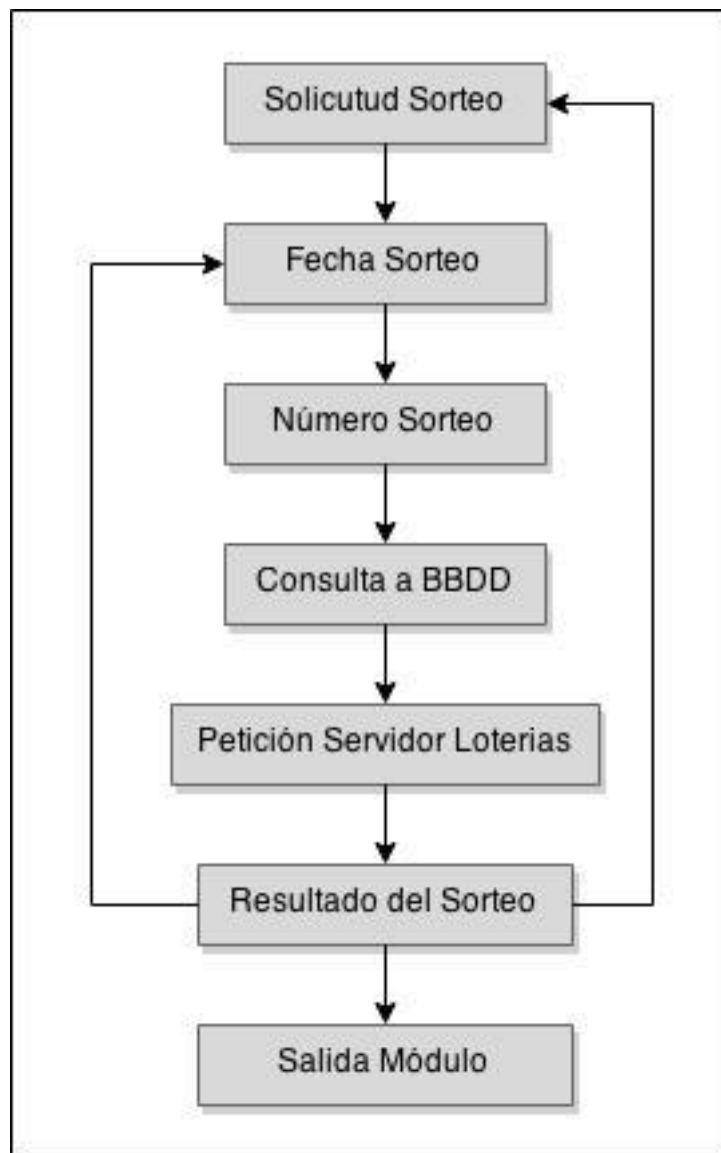 Solicutud Sorteo
Fecha Sorteo
Número Sorteo
Consulta a BBDD
Petición Servidor Loterias
Resultado del Sorteo
Salida Módulo